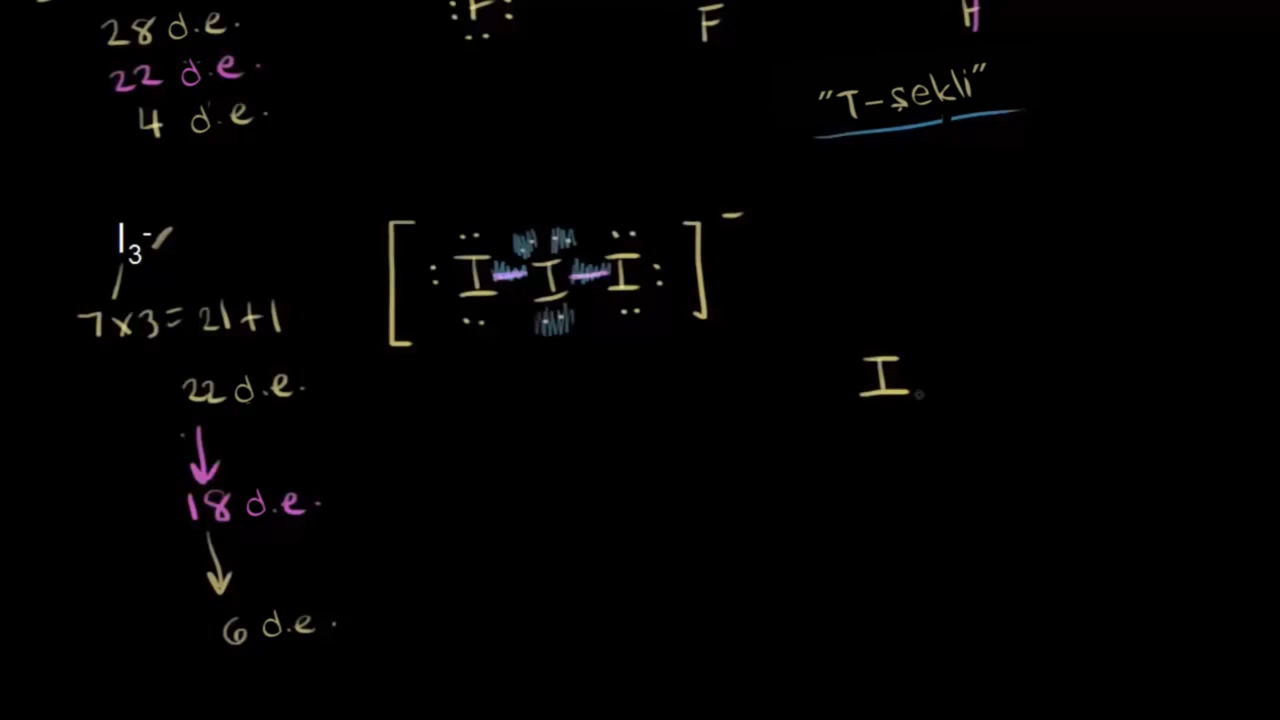 28 d.e.
:F:
..
F
H
22 d.e.
4 d.e.
"T-şekli"
I3-
[:I-I-I:]-
7x3=21+1
22 d.e.
I
18 d.e.
6 d.e.